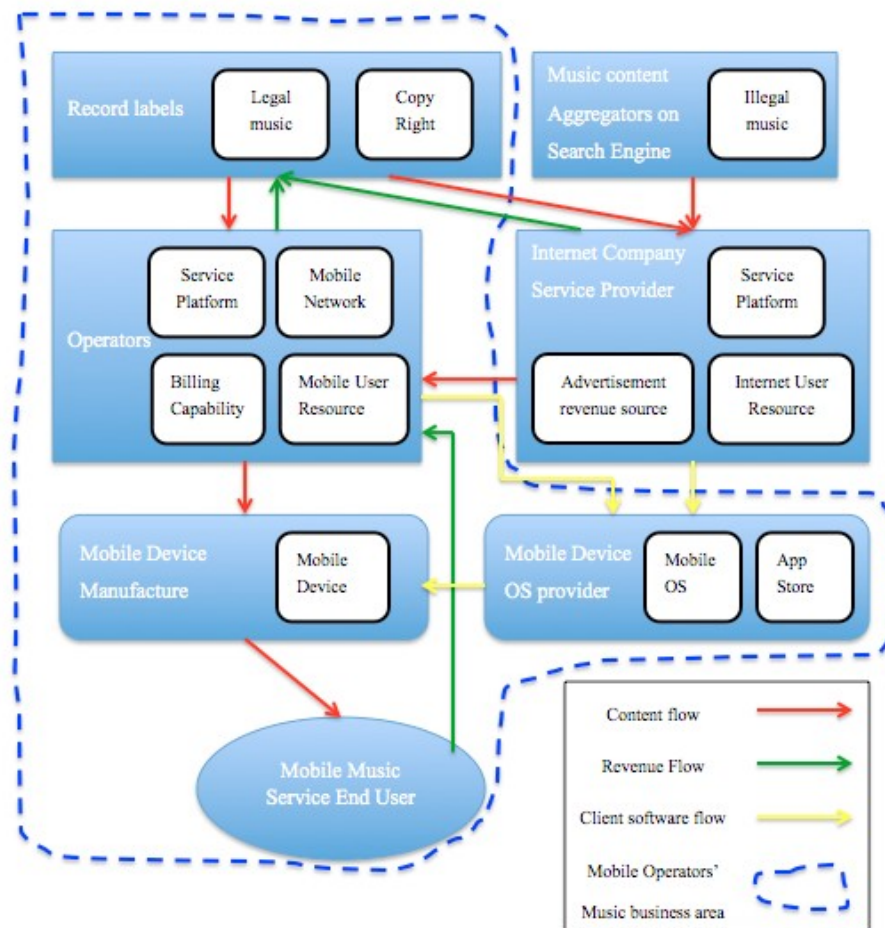 Record labels
Legal
music
Copy
Right
Music content
Aggregators on
Search Engine
Illegal
music
Operators
Service
Platform
Mobile
Network
Billing
Capability
Mobile User
Resource
Internet Company
Service Provider
Service
Platform
Advertisement
revenue source
Internet User
Resource
Mobile Device
Manufacture
Mobile
Device
Mobile Device
OS provider
Mobile
OS
App
Store
Mobile Music
Service End User
Content flow
Revenue Flow
Client software flow
Mobile Operators'
Music business area